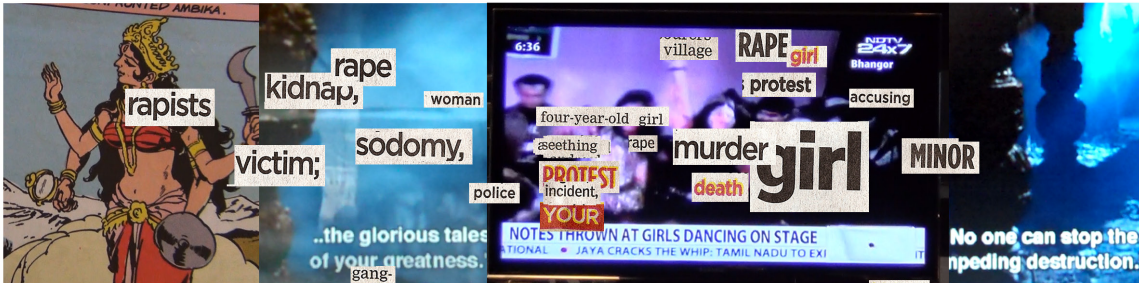 FRONTED AMBIKA.
rapists
rape
kidnap,
woman
sodomy,
victim;
..the glorious tales
of your greatness.'
gang-
police
6:36
village
RAPE
girl
NDTV
24x7
Bhangor
protest
accusing
four-year-old girl
seething
rape
PROTEST
incident,
YOUR
murder
girl
death
MINOR
NOTES THROWN AT GIRLS DANCING ON STAGE
ATIONAL • JAYA CRACKS THE WHIP: TAMIL NADU TO EXI
No one can stop the
mpeding destruction.